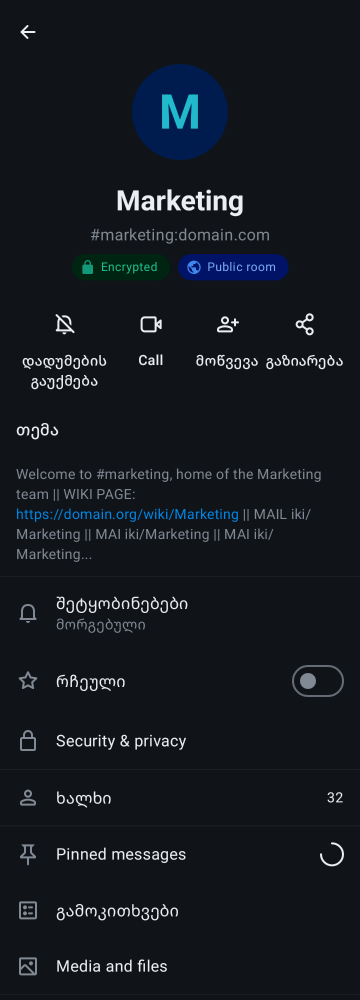 M
Marketing
#marketing:domain.com
Encrypted
Public room
დადუმების
გაუქმება
Call
მოწვევა
გაზიარება
თემა
Welcome to #marketing, home of the Marketing
team || WIKI PAGE:
https://domain.org/wiki/Marketing || MAIL iki/
Marketing || MAI iki/Marketing || MAI iki/
Marketing...
შეტყობინებები
მორგებული
რჩეული
Security & privacy
ხალხი 32
Pinned messages
გამოკითხვები
Media and files